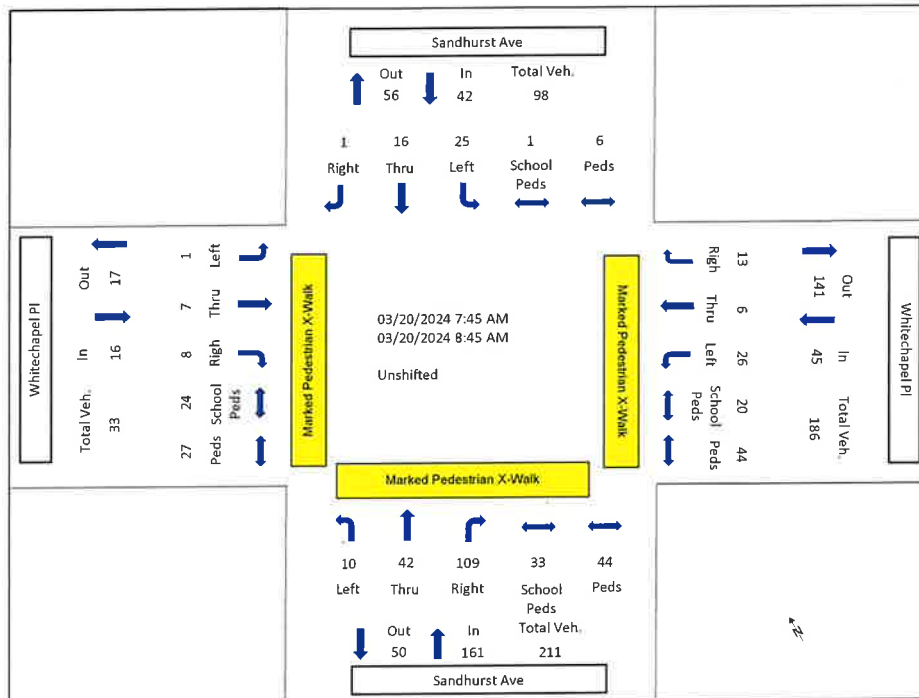 Sandhurst Ave
Out In Total Veh.
56 42 98
1 16 25 1 6
Right Thru Left School Peds
Peds
Whitechapel Pl
Out In Total Veh.
17 16 33
1 7 8 24 27
Left Thru Righ School Peds
Peds
Marked Pedestrian X-Walk
03/20/2024 7:45 AM
03/20/2024 8:45 AM
Unshifted
Marked Pedestrian X-Walk
Righ Thru Left School Peds
Peds
13 6 26 20 44
Out In Total Veh.
141 45 186
Whitechapel Pl
Marked Pedestrian X-Walk
10 42 109 33 44
Left Thru Right School Peds
Peds
Out In Total Veh.
50 161 211
Sandhurst Ave
N